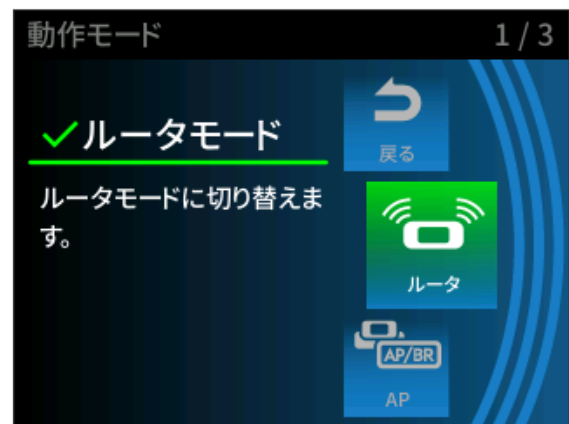 動作モード
1 / 3
ルータモード
ルータモードに切り替えま
す。
戻る
ルータ
AP/BR
AP